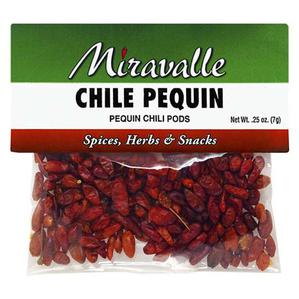 Miravalle
CHILE PEQUIN
PEQUIN CHILI PODS
Net Wt. .25 oz. (7g)
Spices, Herbs & Snacks